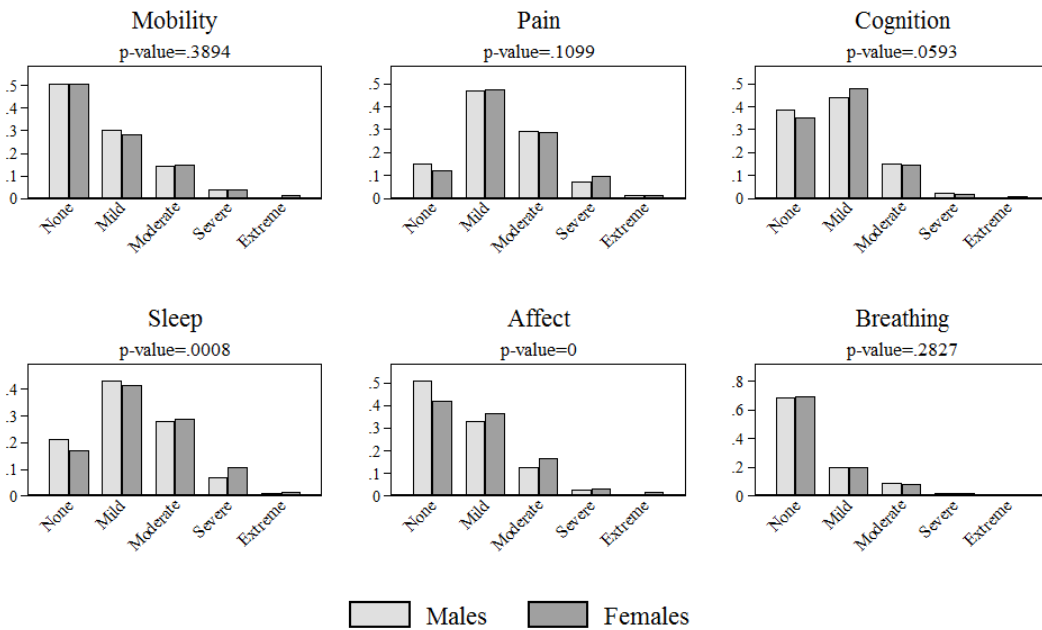 Mobility
p-value=.3894
.5
.4
.3
.2
.1
0
None
Mild
Moderate
Severe
Extreme
Pain
p-value=.1099
.5
.4
.3
.2
.1
0
None
Mild
Moderate
Severe
Extreme
Cognition
p-value=.0593
.5
.4
.3
.2
.1
0
None
Mild
Moderate
Severe
Extreme
Sleep
p-value=.0008
.4
.3
.2
.1
0
None
Mild
Moderate
Severe
Extreme
Affect
p-value=0
.5
.4
.3
.2
.1
0
None
Mild
Moderate
Severe
Extreme
Breathing
p-value=.2827
.8
.6
.4
.2
0
None
Mild
Moderate
Severe
Extreme
Males
Females